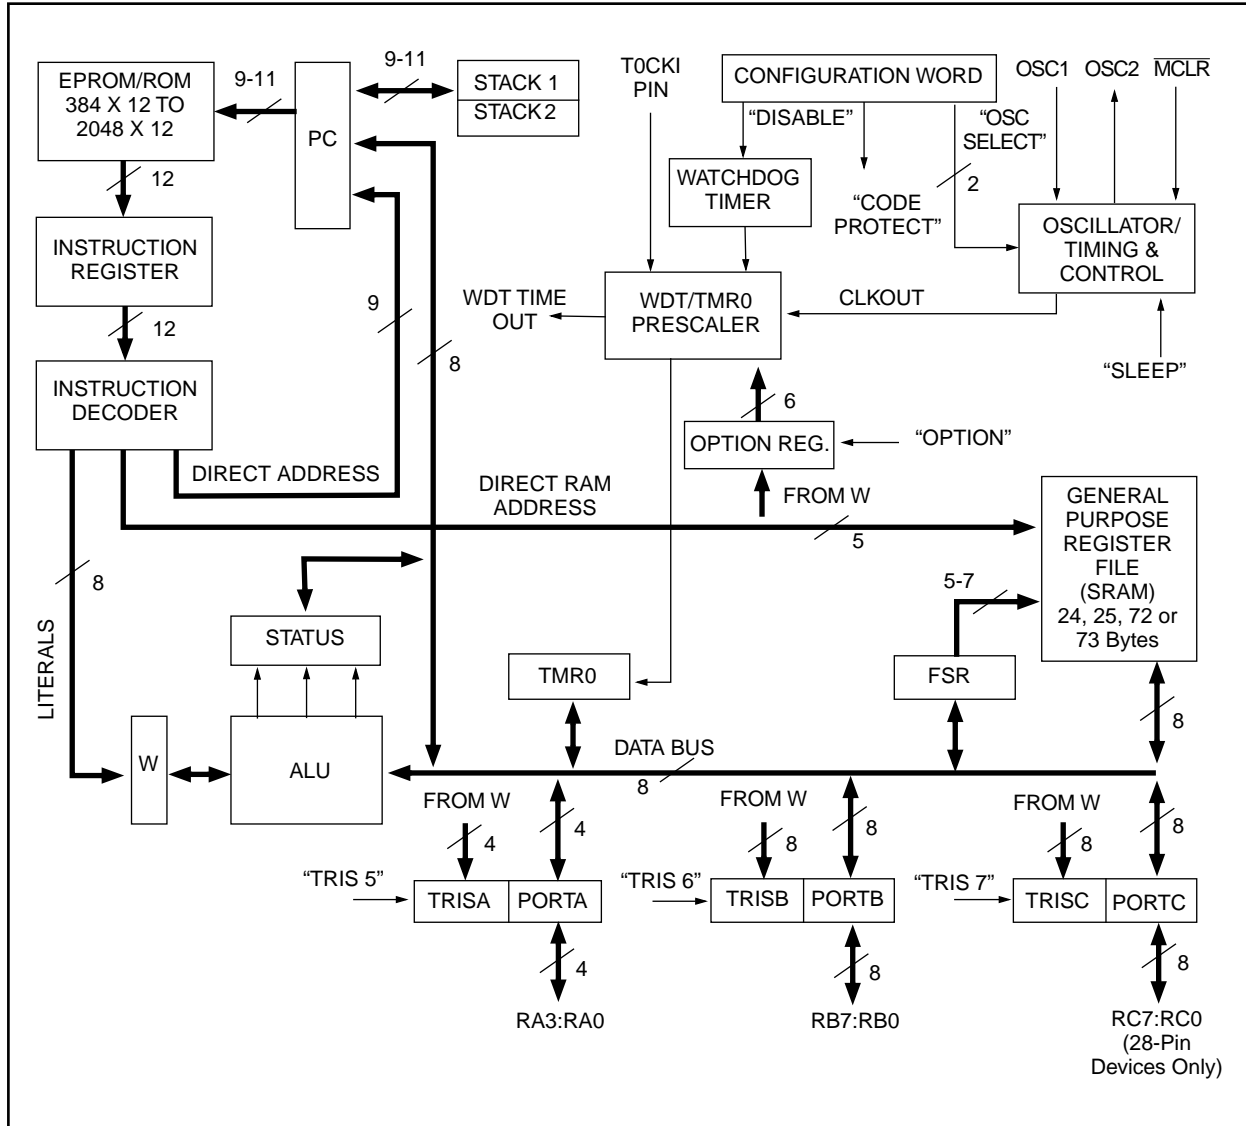 EPROM/ROM
384 X 12 TO
2048 X 12
9-11
PC
9-11
STACK 1
STACK 2
T0CKI
PIN
CONFIGURATION WORD
OSC1
OSC2
MCLR
“DISABLE”
“OSC
SELECT”
2
“CODE
PROTECT”
WATCHDOG
TIMER
OSCILLATOR/
TIMING &
CONTROL
12
INSTRUCTION
REGISTER
12
INSTRUCTION
DECODER
9
8
WDT TIME
OUT
WDT/TMR0
PRESCALER
CLKOUT
“SLEEP”
6
OPTION REG.
“OPTION”
FROM W
DIRECT ADDRESS
DIRECT RAM
ADDRESS
5
GENERAL
PURPOSE
REGISTER
FILE
(SRAM)
24, 25, 72 or
73 Bytes
5-7
8
LITERALS
STATUS
TMR0
FSR
8
W
ALU
DATA BUS
8
FROM W
4
4
FROM W
8
8
FROM W
8
8
“TRIS 5”
TRISA
PORTA
“TRIS 6”
TRISB
PORTB
“TRIS 7”
TRISC
PORTC
4
8
8
RA3:RA0
RB7:RB0
RC7:RC0
(28-Pin
Devices Only)